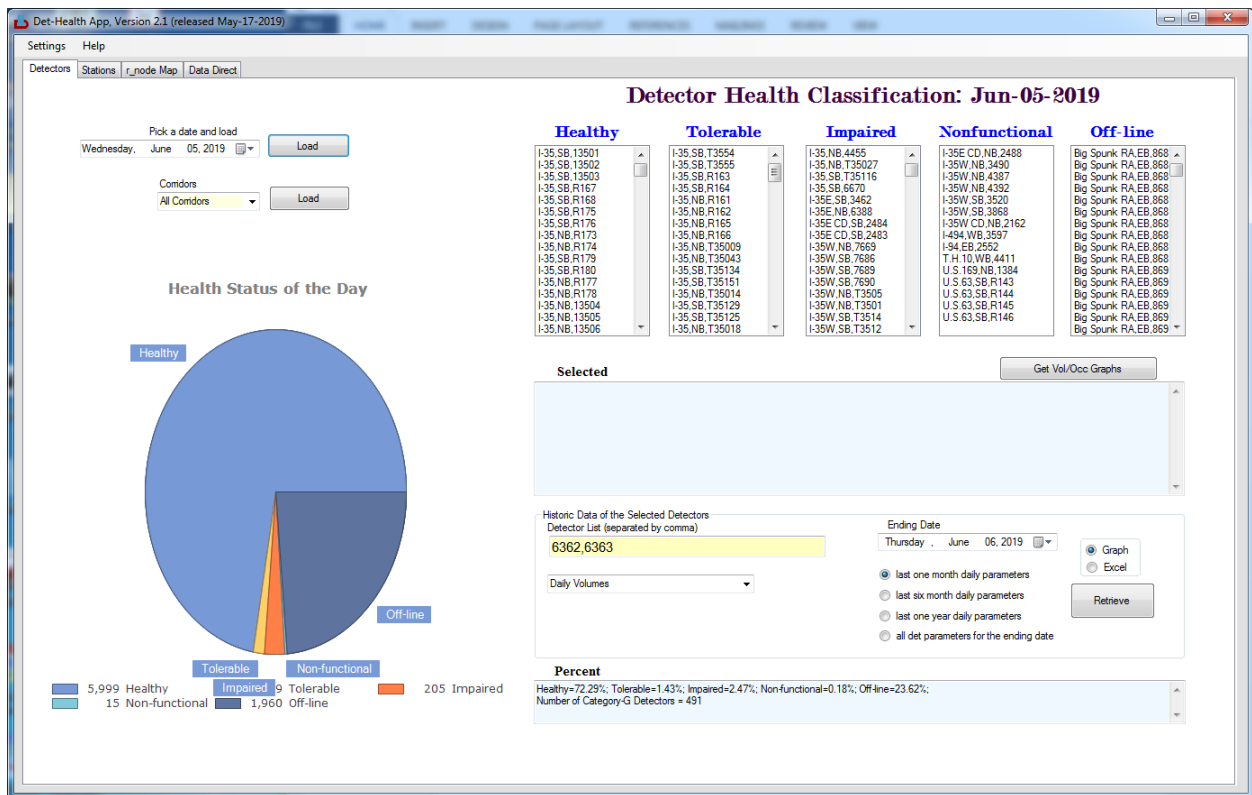 Det-Health App, Version 2.1 (released May-17-2019)
Settings Help
Detectors Stations r_node Map Data Direct
Detector Health Classification: Jun-05-2019
Pick a date and load
Wednesday, June 05, 2019 Load
Corridors
All Corridors Load
Healthy
I-35,SB,13501
I-35,SB,13502
I-35,SB,13503
I-35,SB,R167
I-35,SB,R168
I-35,SB,R175
I-35,SB,R176
I-35,NB,R173
I-35,NB,R174
I-35,SB,R179
I-35,SB,R180
I-35,NB,R177
I-35,NB,R178
I-35,NB,13504
I-35,NB,13505
I-35,NB,13506
Tolerable
I-35,SB,T3554
I-35,SB,T3555
I-35,SB,R163
I-35,SB,R164
I-35,NB,R161
I-35,NB,R162
I-35,NB,R165
I-35,NB,R166
I-35,NB,T35009
I-35,NB,T35043
I-35,SB,T35134
I-35,SB,T35151
I-35,NB,T35014
I-35,SB,T35129
I-35,SB,T35125
I-35,NB,T35018
Impaired
I-35,NB,4455
I-35,NB,T35027
I-35,SB,T35116
I-35,SB,6670
I-35E,SB,3462
I-35E,NB,6388
I-35E CD,SB,2484
I-35E CD,SB,2483
I-35W,NB,7669
I-35W,SB,7686
I-35W,SB,7689
I-35W,SB,7690
I-35W,NB,T3505
I-35W,NB,T3501
I-35W,SB,T3514
I-35W,SB,T3512
Nonfunctional
I-35E CD,NB,2488
I-35W,NB,3490
I-35W,NB,4387
I-35W,NB,4392
I-35W,SB,3520
I-35W,SB,3868
I-35W CD,NB,2162
I-494,WB,3597
I-94,EB,2552
T.H.10,WB,4411
U.S.169,NB,1384
U.S.63,SB,R143
U.S.63,SB,R144
U.S.63,SB,R145
U.S.63,SB,R146
Off-line
Big Spunk RA,EB,868
Big Spunk RA,EB,868
Big Spunk RA,EB,868
Big Spunk RA,EB,868
Big Spunk RA,EB,868
Big Spunk RA,EB,868
Big Spunk RA,EB,868
Big Spunk RA,EB,868
Big Spunk RA,EB,868
Big Spunk RA,EB,868
Big Spunk RA,EB,869
Big Spunk RA,EB,869
Big Spunk RA,EB,869
Big Spunk RA,EB,869
Big Spunk RA,EB,869
Big Spunk RA,EB,869
Health Status of the Day
Healthy
Off-line
Tolerable Non-functional
Impaired
5,999 Healthy 9 Tolerable 205 Impaired
15 Non-functional 1,960 Off-line
Selected Get Vol/Occ Graphs
Historic Data of the Selected Detectors
Detector List (separated by comma)
6362,6363
Daily Volumes
Ending Date
Thursday , June 06, 2019
last one month daily parameters
last six month daily parameters
last one year daily parameters
all det parameters for the ending date
Graph
Excel
Retrieve
Percent
Healthy=72.29%; Tolerable=1.43%; Impaired=2.47%; Non-functional=0.18%; Off-line=23.62%;
Number of Category-G Detectors = 491